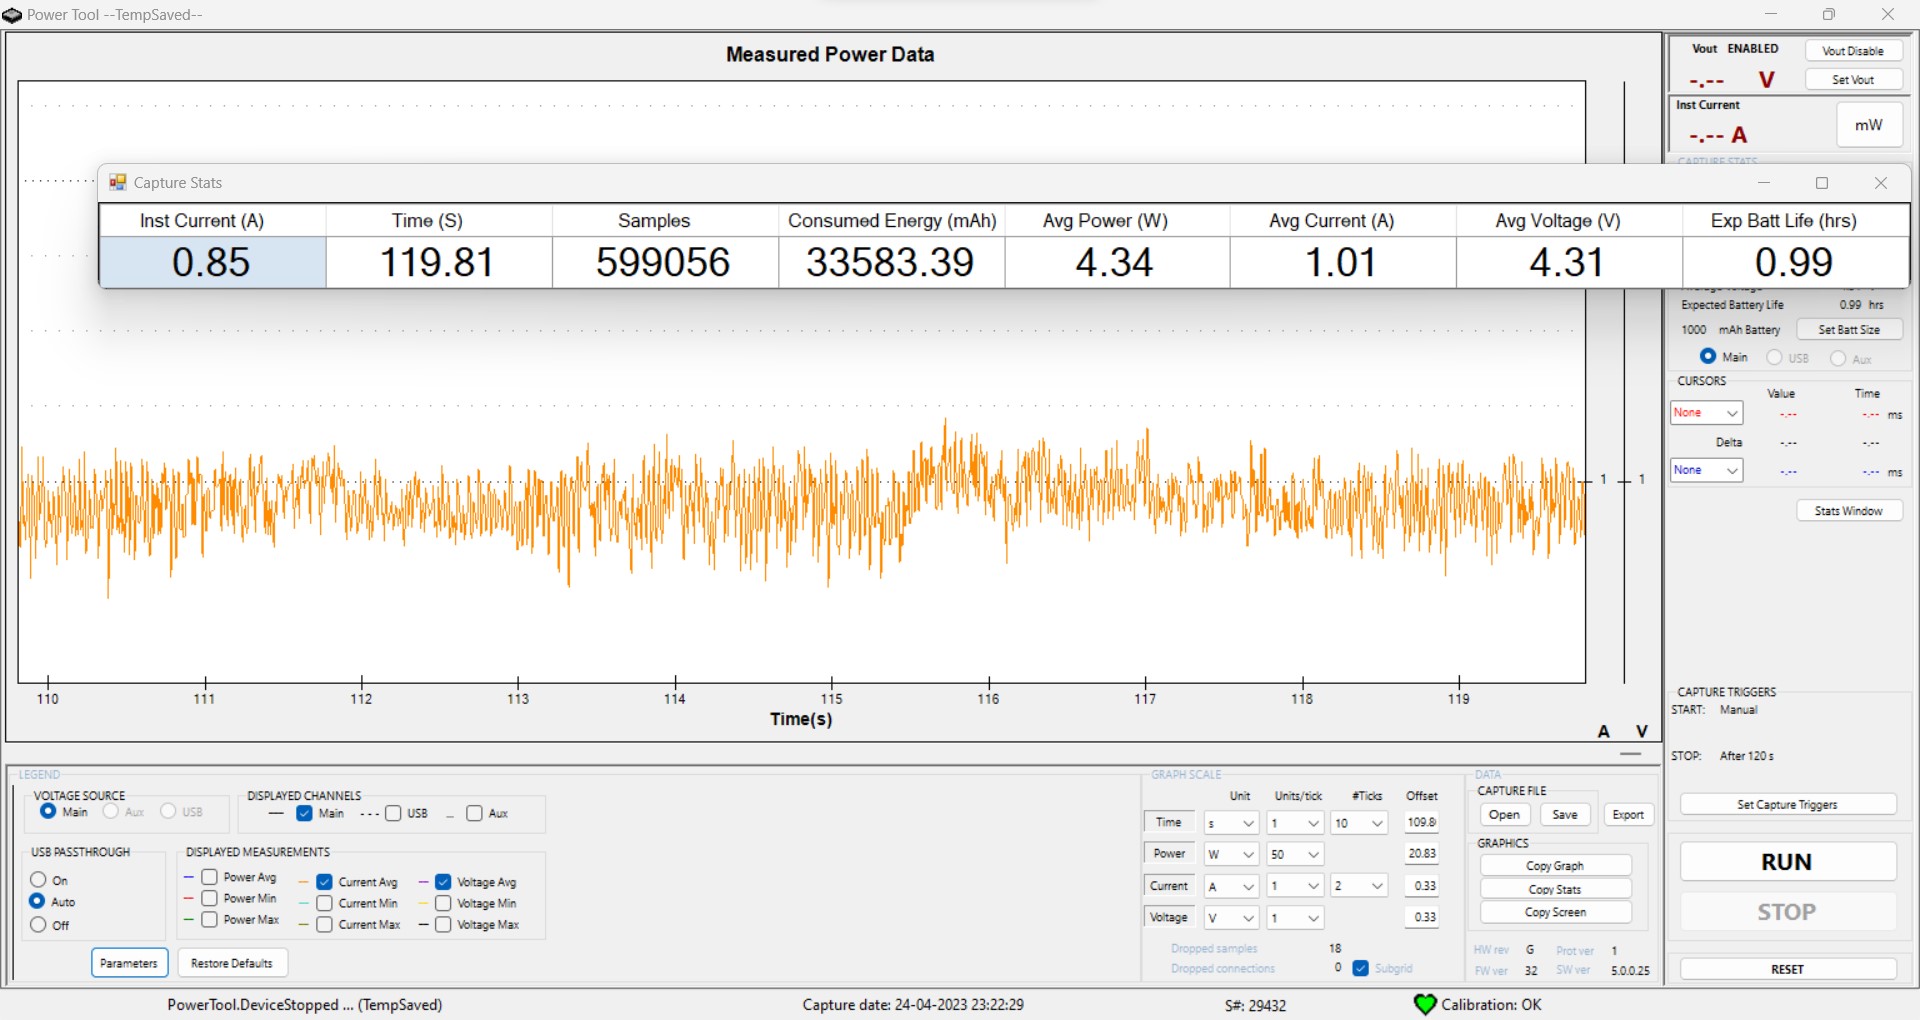 Power Tool --TempSaved--
Measured Power Data
Vout ENABLED
Vout Disable
-.-- V
Set Vout
Inst Current
-.-- A
mW
CAPTURE STATS
Capture Stats
Inst Current (A) Time (S) Samples Consumed Energy (mAh) Avg Power (W) Avg Current (A) Avg Voltage (V) Exp Batt Life (hrs)
0.85 119.81 599056 33583.39 4.34 1.01 4.31 0.99
Expected Battery Life 0.99 hrs
1000 mAh Battery Set Batt Size
Main USB Aux
CURSORS
Value Time
None -.-- -.-- ms
Delta -.-- -.--
None -.-- -.-- ms
Stats Window
1 1
110 111 112 113 114 115 116 117 118 119
Time(s)
A V
CAPTURE TRIGGERS
START: Manual
STOP: After 120 s
Set Capture Triggers
RUN
STOP
RESET
LEGEND
VOLTAGE SOURCE
Main Aux USB
DISPLAYED CHANNELS
Main USB Aux
USB PASSTHROUGH
On
Auto
Off
DISPLAYED MEASUREMENTS
Power Avg Current Avg Voltage Avg
Power Min Current Min Voltage Min
Power Max Current Max Voltage Max
Parameters Restore Defaults
GRAPH SCALE
Unit Units/tick #Ticks Offset
Time s 1 10 109.8
Power W 50 20.83
Current A 1 2 0.33
Voltage V 1 0.33
Dropped samples 18
Dropped connections 0 Subgrid
DATA
CAPTURE FILE
Open Save Export
GRAPHICS
Copy Graph
Copy Stats
Copy Screen
HW rev G Prot ver 1
FW ver 32 SW ver 5.0.0.25
PowerTool.DeviceStopped ... (TempSaved) Capture date: 24-04-2023 23:22:29 S#: 29432 Calibration: OK